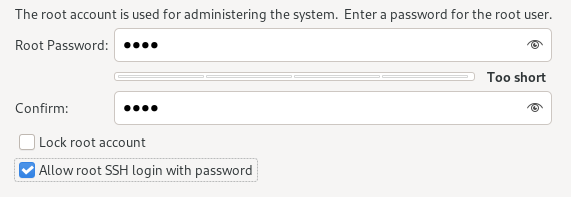 The root account is used for administering the system.  Enter a password for the root user.
Root Password: ●●●●
Too short
Confirm: ●●●●
Lock root account
Allow root SSH login with password